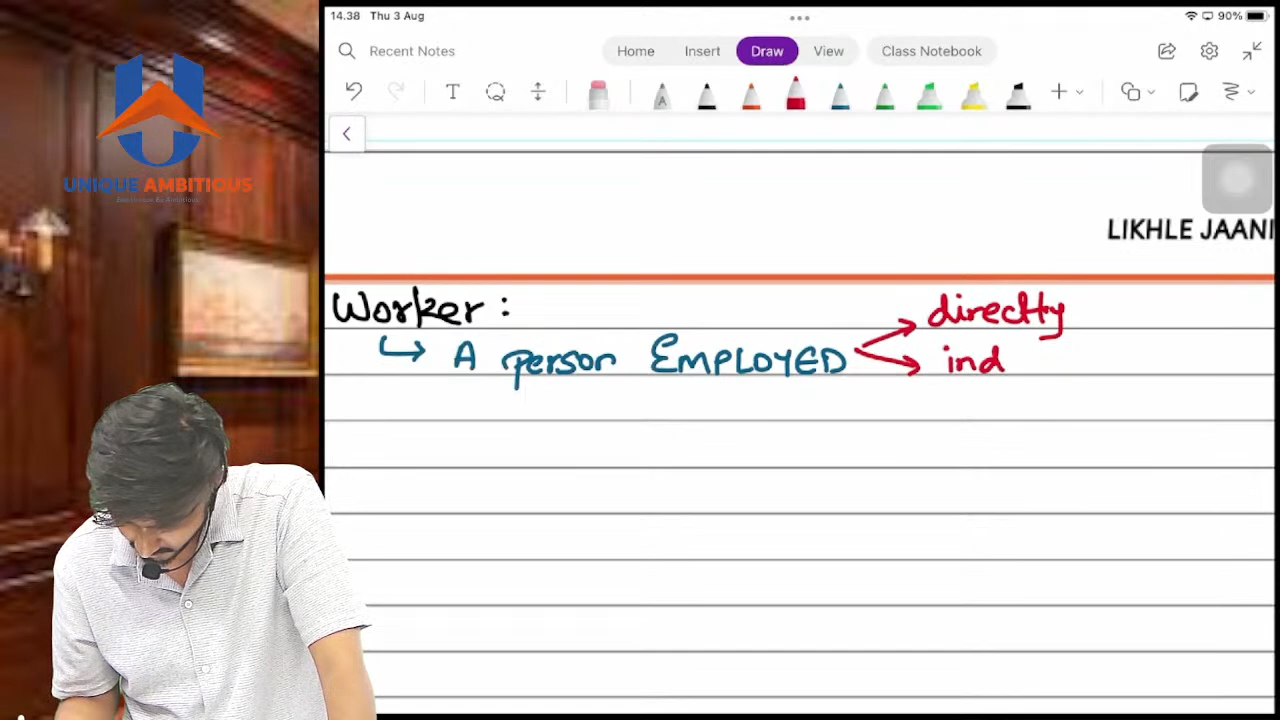 14.38 Thu 3 Aug
90%
Recent Notes
Home Insert Draw View Class Notebook
UNIQUE AMBITIOUS
LIKHLE JAANI
Worker :
directly
A person EMPLOYED
ind